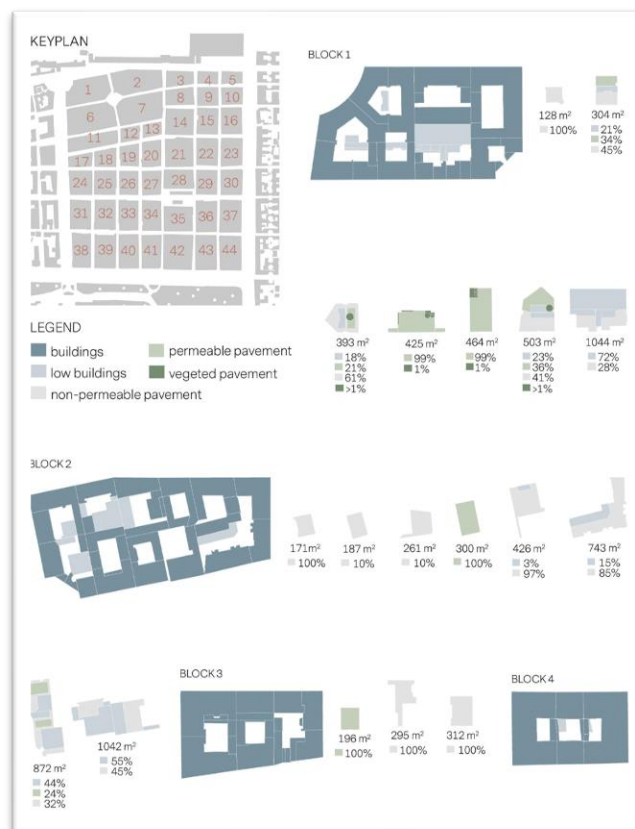 KEYPLAN
1 2 3 4 5
6 7 8 9 10
11 12 13 14 15 16
17 18 19 20 21 22 23
24 25 26 27 28 29 30
31 32 33 34 35 36 37
38 39 40 41 42 43 44
LEGEND
buildings
low buildings
non-permeable pavement
permeable pavement
vegeted pavement
BLOCK 1
128 m²
100%
304 m²
21%
34%
45%
393 m²
18%
21%
61%
>1%
425 m²
99%
1%
464 m²
99%
1%
503 m²
23%
36%
41%
>1%
1044 m²
72%
28%
BLOCK 2
171 m²
100%
187 m²
10%
261 m²
10%
300 m²
100%
426 m²
3%
97%
743 m²
15%
85%
872 m²
44%
24%
32%
1042 m²
55%
45%
BLOCK 3
196 m²
100%
295 m²
100%
312 m²
100%
BLOCK 4